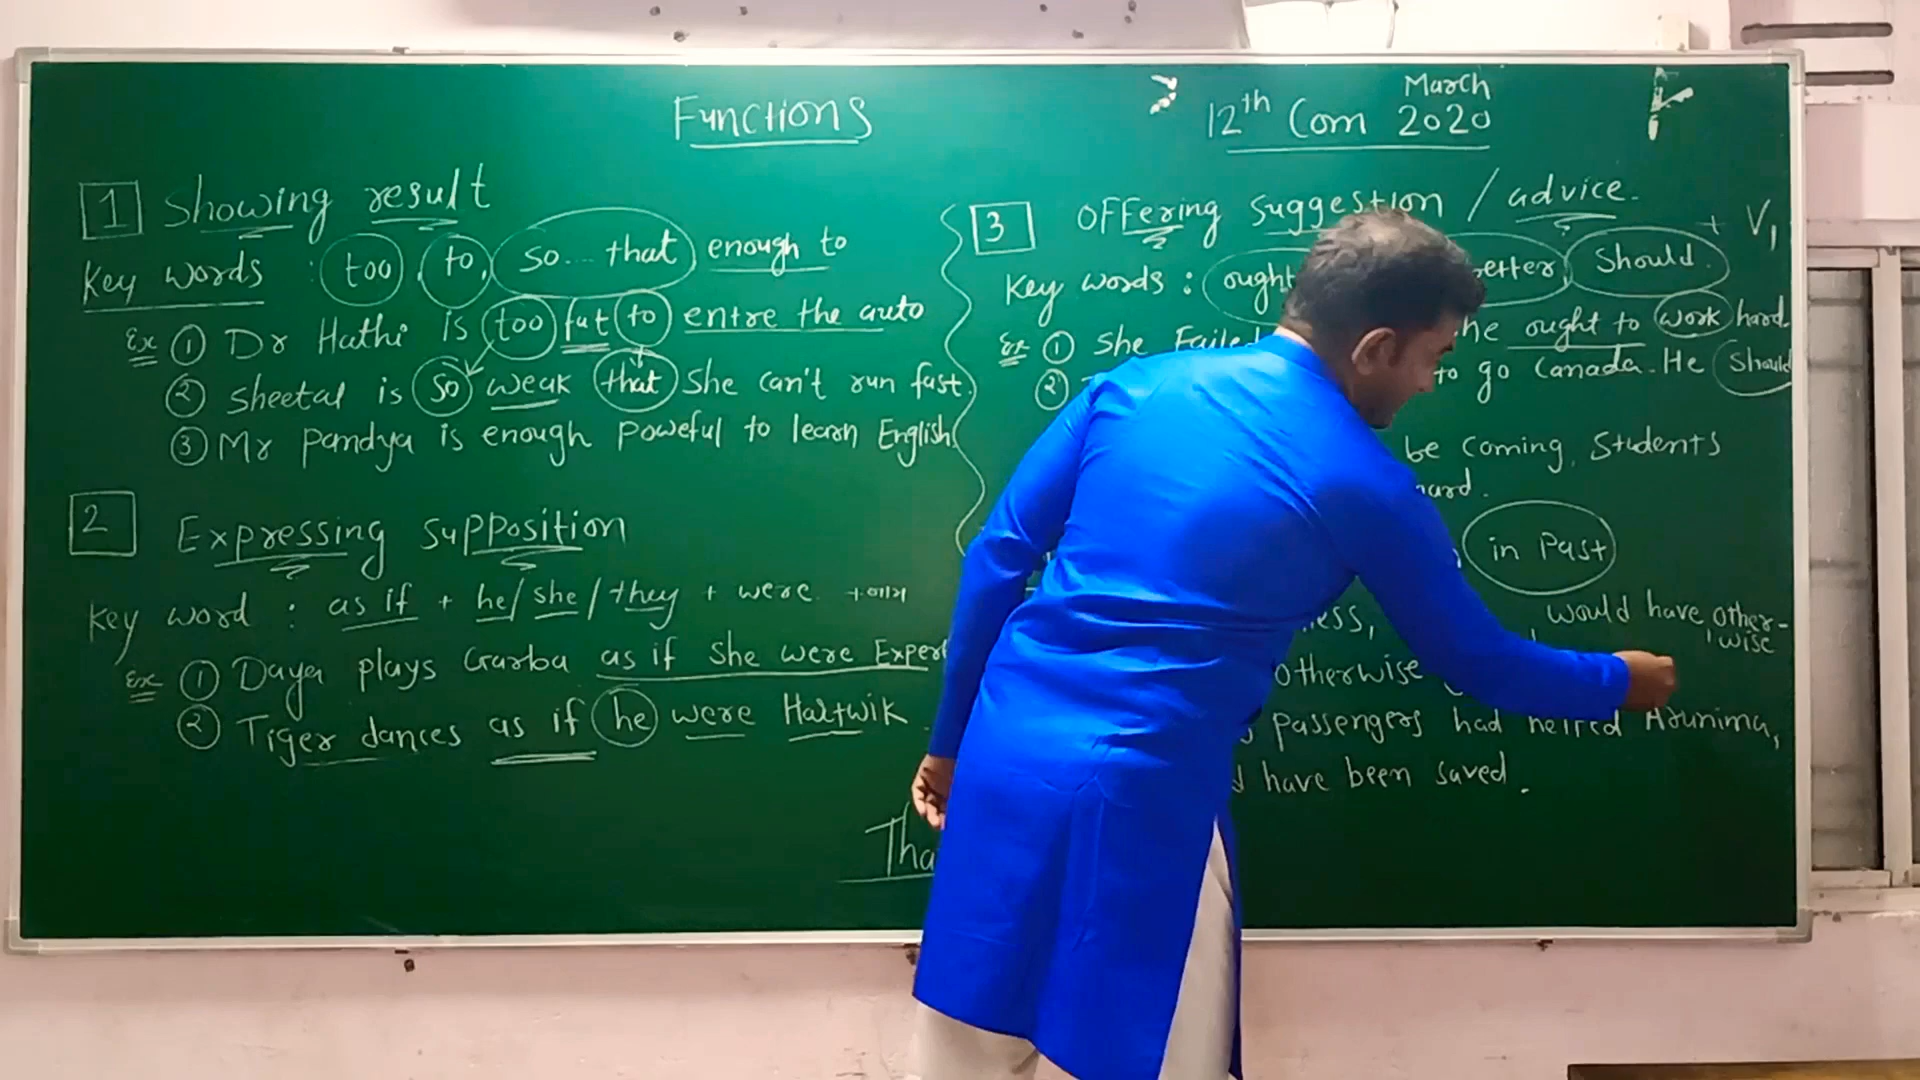 Functions
March
12th Com 2020
1 Showing result
Key words : too, to, so.... that enough to
Ex 1 Dr Hathi is too fat to entre the auto
2 Sheetal is so weak that She can't run fast.
3 Mr pandya is enough poweful to learn English
2 Expressing supposition
Key word : as if + he/she/they + were +
Ex 1 Daya plays Garba as if She were Expert
2 Tiger dances as if he were Hartwik
3 Offering suggestion / advice.
+ V1
Key words : ought better, Should.
Ex 1 She Failed he ought to work hard.
2 to go Canada. He Should
be coming, Students
hard.
in Past
would have other-
wise
otherwise
passengers had Arunima,
have been saved.
Tha